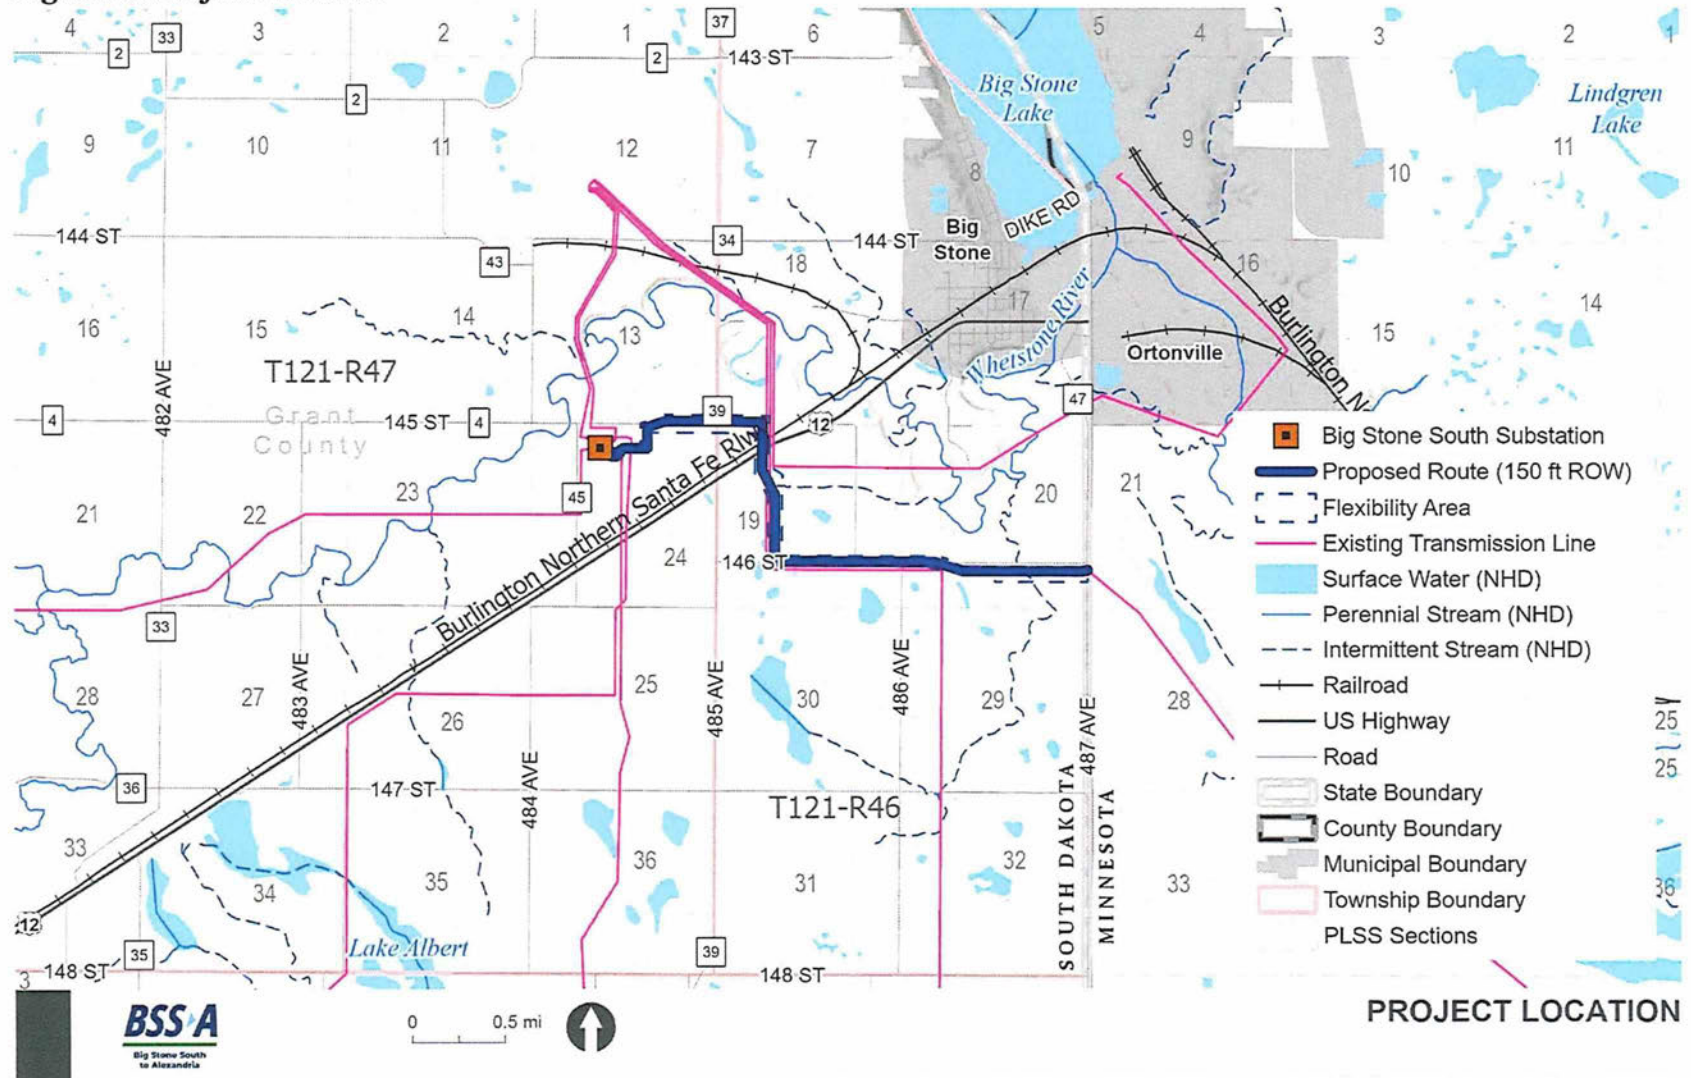 4
33
3
2
1
37
6
5
4
3
2
1
2
2
143 ST
2
Big Stone
Lake
Lindgren
Lake
9
10
11
12
7
8
9
10
11
DIKE RD
144 ST
43
34
144 ST
Big
Stone
18
16
17
14
16
15
14
13
15
Whetstone River
Burlington N
Ortonville
T121-R47
482 AVE
Grant
County
4
145 ST
4
39
12
47
Burlington Northern Santa Fe Rlw
21
22
23
45
24
19
20
21
146 ST
33
28
27
26
25
30
29
28
483 AVE
485 AVE
486 AVE
487 AVE
484 AVE
36
147 ST
T121-R46
33
34
35
36
31
32
33
SOUTH DAKOTA
MINNESOTA
12
35
Lake Albert
39
148 ST
148 ST
3
Big Stone South Substation
Proposed Route (150 ft ROW)
Flexibility Area
Existing Transmission Line
Surface Water (NHD)
Perennial Stream (NHD)
Intermittent Stream (NHD)
Railroad
US Highway
Road
State Boundary
County Boundary
Municipal Boundary
Township Boundary
PLSS Sections
25
25
36
BSS A
Big Stone South
to Alexandria
0 0.5 mi
PROJECT LOCATION